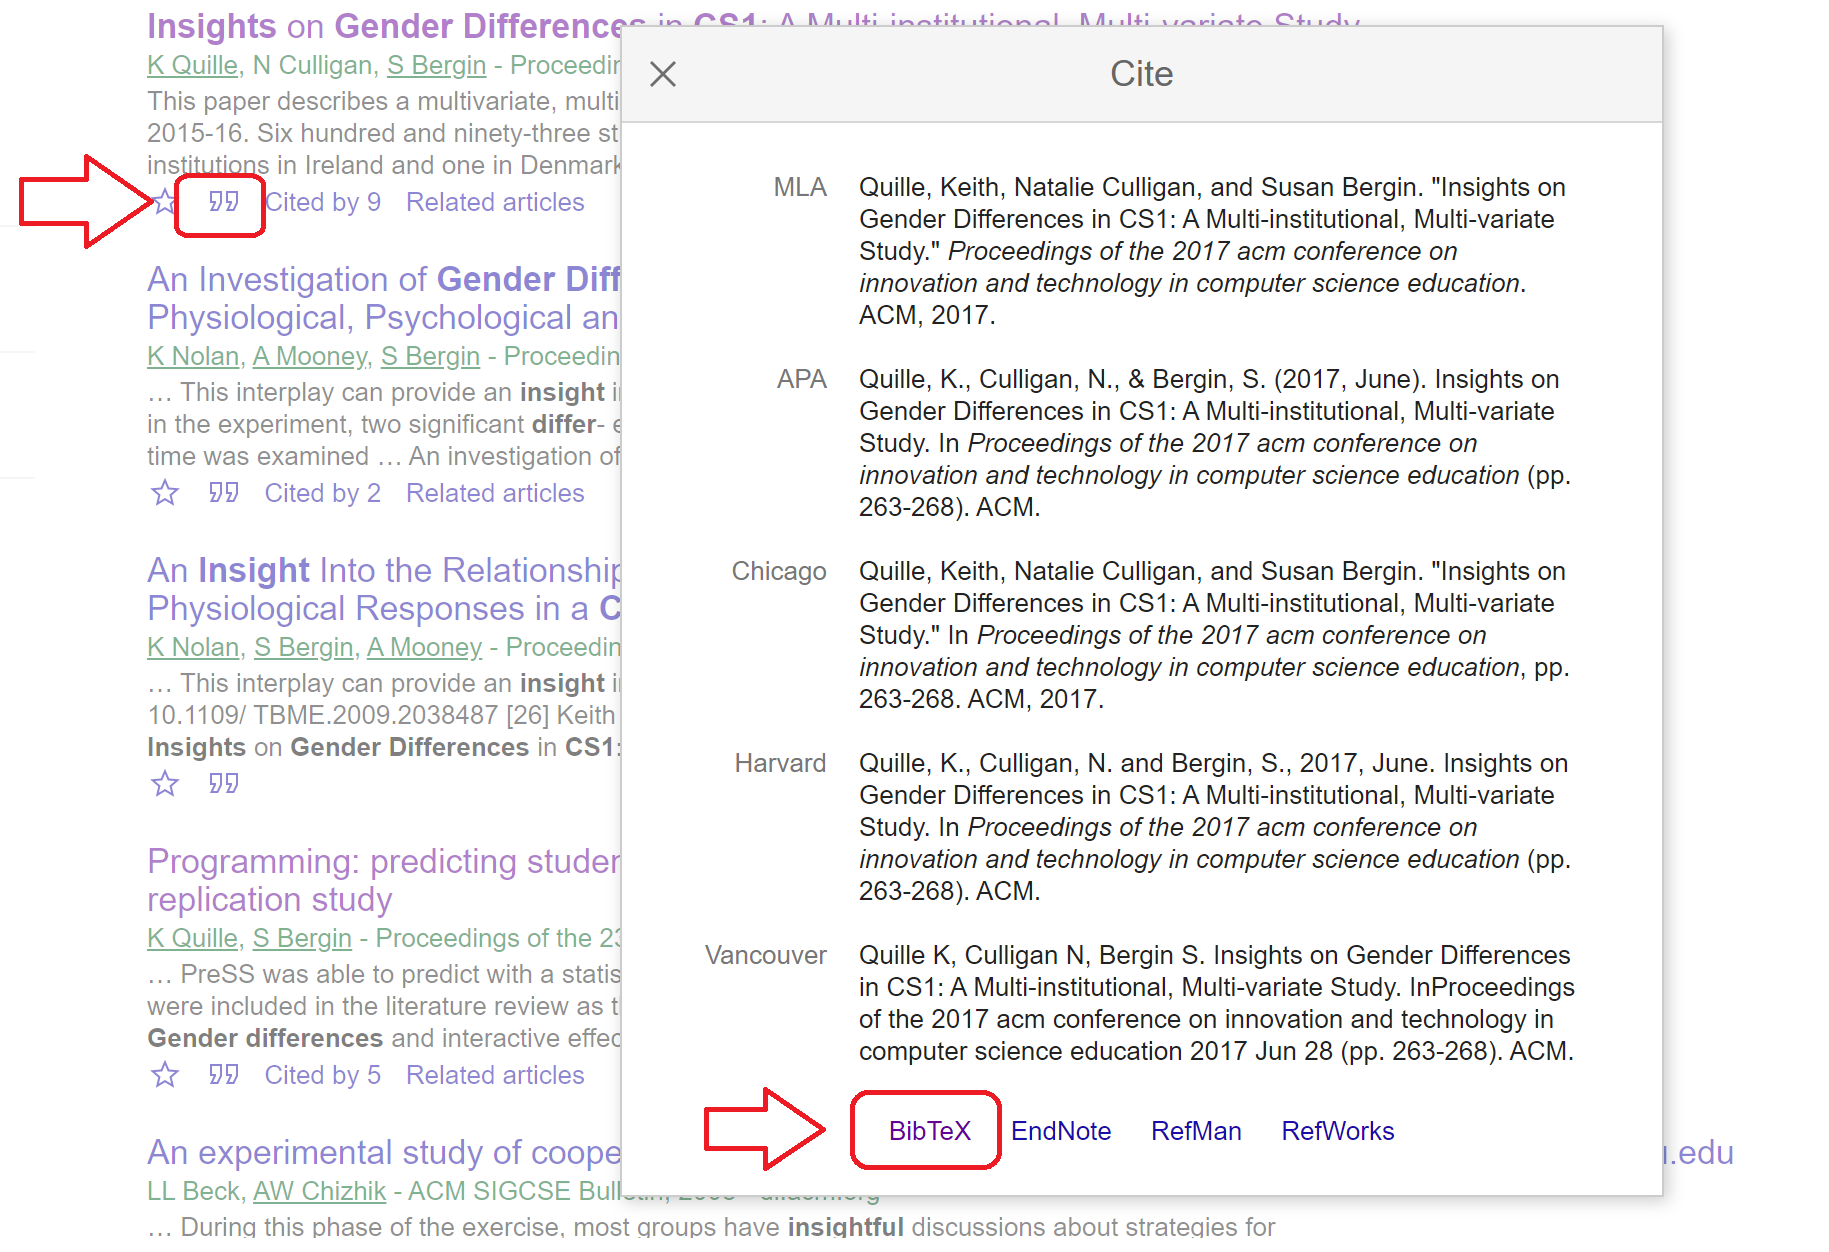 Insights on Gender Differences in CS1: A Multi-institutional, Multi-variate Study
K Quille, N Culligan, S Bergin - Proceedin
This paper describes a multivariate, multi
2015-16. Six hundred and ninety-three st
institutions in Ireland and one in Denmark
Cited by 9 Related articles
An Investigation of Gender Diff
Physiological, Psychological an
K Nolan, A Mooney, S Bergin - Proceedin
… This interplay can provide an insight i
in the experiment, two significant differ- e
time was examined … An investigation of
Cited by 2 Related articles
An Insight Into the Relationship
Physiological Responses in a C
K Nolan, S Bergin, A Mooney - Proceedin
… This interplay can provide an insight i
10.1109/ TBME.2009.2038487 [26] Keith
Insights on Gender Differences in CS1:
Programming: predicting studen
replication study
K Quille, S Bergin - Proceedings of the 23
… PreSS was able to predict with a statis
were included in the literature review as t
Gender differences and interactive effec
Cited by 5 Related articles
An experimental study of coope
LL Beck, AW Chizhik - ACM SIGCSE Bulletin, 2008 - dl.acm.org
… During this phase of the exercise, most groups have insightful discussions about strategies for
Cite
MLA Quille, Keith, Natalie Culligan, and Susan Bergin. "Insights on
Gender Differences in CS1: A Multi-institutional, Multi-variate
Study." Proceedings of the 2017 acm conference on
innovation and technology in computer science education.
ACM, 2017.
APA Quille, K., Culligan, N., & Bergin, S. (2017, June). Insights on
Gender Differences in CS1: A Multi-institutional, Multi-variate
Study. In Proceedings of the 2017 acm conference on
innovation and technology in computer science education (pp.
263-268). ACM.
Chicago Quille, Keith, Natalie Culligan, and Susan Bergin. "Insights on
Gender Differences in CS1: A Multi-institutional, Multi-variate
Study." In Proceedings of the 2017 acm conference on
innovation and technology in computer science education, pp.
263-268. ACM, 2017.
Harvard Quille, K., Culligan, N. and Bergin, S., 2017, June. Insights on
Gender Differences in CS1: A Multi-institutional, Multi-variate
Study. In Proceedings of the 2017 acm conference on
innovation and technology in computer science education (pp.
263-268). ACM.
Vancouver Quille K, Culligan N, Bergin S. Insights on Gender Differences
in CS1: A Multi-institutional, Multi-variate Study. InProceedings
of the 2017 acm conference on innovation and technology in
computer science education 2017 Jun 28 (pp. 263-268). ACM.
BibTeX EndNote RefMan RefWorks
u.edu